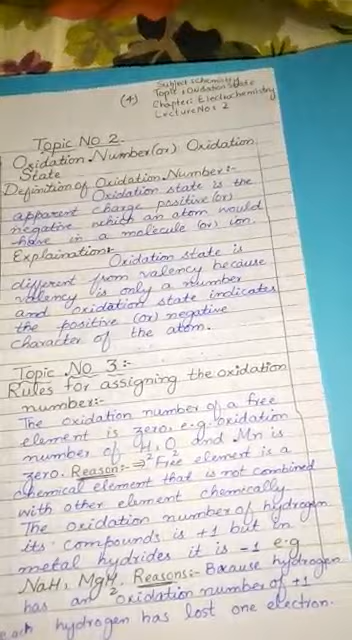 (4)
Subject: Chemistry
Topic: Oxidation State
Chapter: Electrochemistry
Lecture No: 2
Topic No 2
Oxidation Number (or) Oxidation
State
Definition of Oxidation Number:-
Oxidation state is the
apparent charge positive (or)
negative which an atom would
have in a molecule (or) ion.
Explaination:-
Oxidation state is
different from valency because
valency is only a number
and oxidation state indicates
the positive (or) negative
character of the atom.
Topic No 3:-
Rules for assigning the oxidation
number:-
The oxidation number of a free
element is zero. e.g. oxidation
number of H₂, O₂ and Mn is
zero. Reason:-⇒ Free element is a
chemical element that is not combined
with other element chemically
The oxidation number of hydrogen
its compounds is +1 but in
metal hydrides it is -1 e.g
NaH, MgH₂. Reasons:- Because hydrogen
has an oxidation number of +1
each hydrogen has lost one electron.